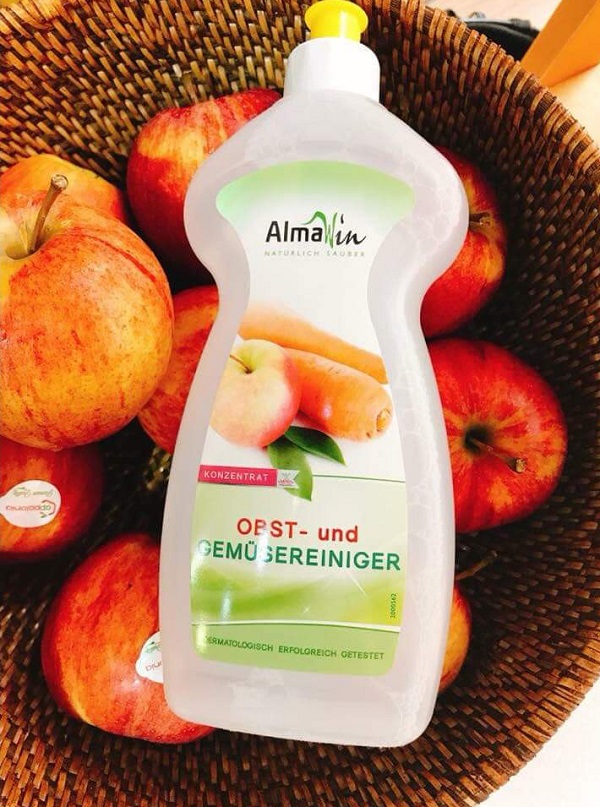 AlmaWin
NATÜRLICH SAUBER
KONZENTRAT
OBST- und
GEMÜSEREINIGER
DERMATOLOGISCH ERFOLGREICH GETESTET